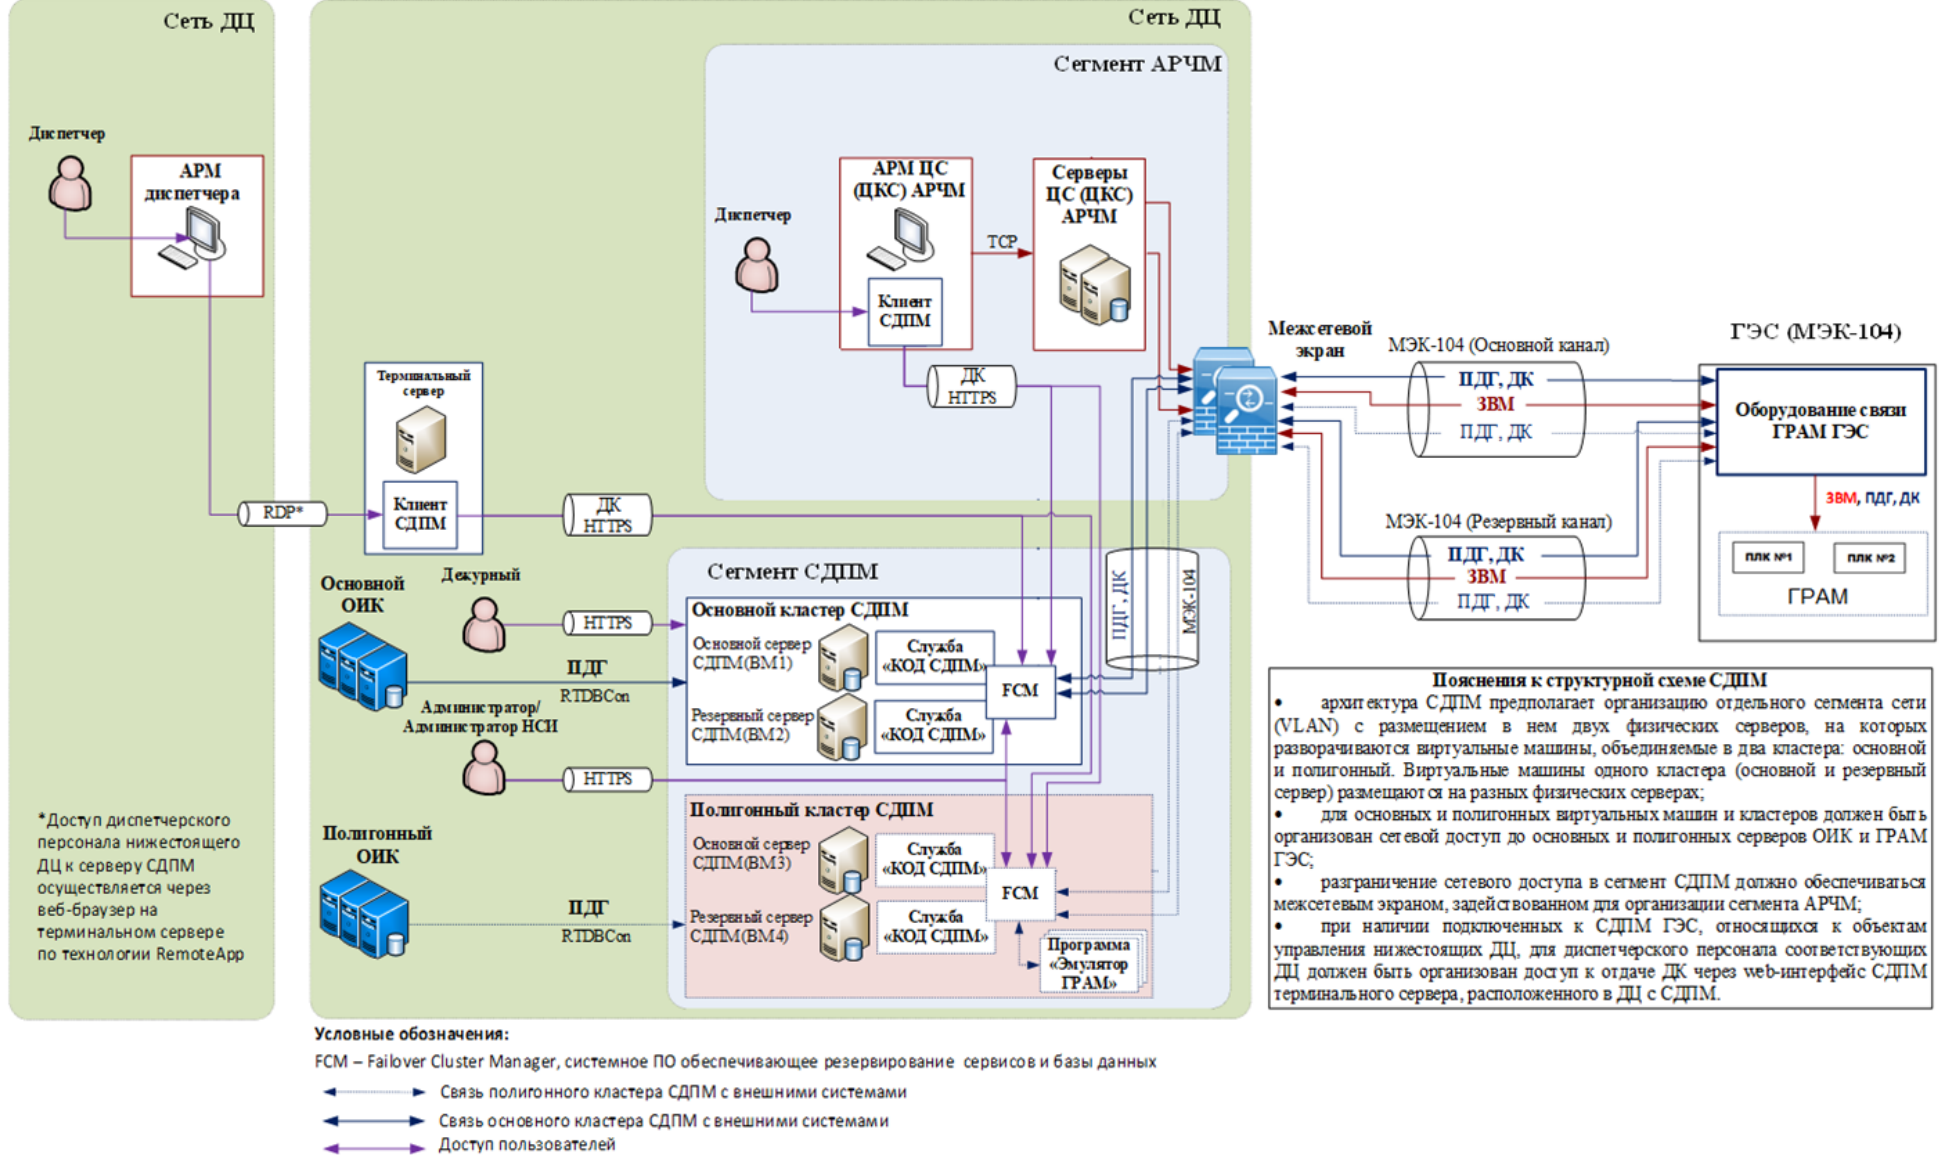 Сеть ДЦ
Диспетчер
АРМ
диспетчера
RDP*
*Доступ диспетчерского
персонала нижестоящего
ДЦ к серверу СДПМ
осуществляется через
веб-браузер на
терминальном сервере
по технологии RemoteApp
Сеть ДЦ
Сегмент АРЧМ
Диспетчер
АРМ ЦС
(ЦКС) АРЧМ
Клиент
СДПМ
TCP
Серверы
ЦС (ЦКС)
АРЧМ
ДК
HTTPS
Терминальный
сервер
Клиент
СДПМ
ДК
HTTPS
Основной
ОИК
Дежурный
HTTPS
ПДГ
RTDBCon
Администратор/
Администратор НСИ
HTTPS
Полигонный
ОИК
ПДГ
RTDBCon
Сегмент СДПМ
Основной кластер СДПМ
Основной сервер
СДПМ(ВМ1)
Служба
«КОД СДПМ»
Резервный сервер
СДПМ(ВМ2)
Служба
«КОД СДПМ»
FCM
ПДГ, ДК
МЭК-104
Полигонный кластер СДПМ
Основной сервер
СДПМ(ВМ3)
Служба
«КОД СДПМ»
Резервный сервер
СДПМ(ВМ4)
Служба
«КОД СДПМ»
FCM
Программа
«Эмулятор
ГРАМ»
Межсетевой
экран
МЭК-104 (Основной канал)
ПДГ, ДК
ЗВМ
ПДГ, ДК
МЭК-104 (Резервный канал)
ПДГ, ДК
ЗВМ
ПДГ, ДК
ГЭС (МЭК-104)
Оборудование связи
ГРАМ ГЭС
ЗВМ, ПДГ, ДК
ПЛК №1
ПЛК №2
ГРАМ
Пояснения к структурной схеме СДПМ
• архитектура СДПМ предполагает организацию отдельного сегмента сети
(VLAN) с размещением в нем двух физических серверов, на которых
разворачиваются виртуальные машины, объединяемые в два кластера: основной
и полигонный. Виртуальные машины одного кластера (основной и резервный
сервер) размещаются на разных физических серверах;
• для основных и полигонных виртуальных машин и кластеров должен быть
организован сетевой доступ до основных и полигонных серверов ОИК и ГРАМ
ГЭС;
• разграничение сетевого доступа в сегмент СДПМ должно обеспечиваться
межсетевым экраном, задействованном для организации сегмента АРЧМ;
• при наличии подключенных к СДПМ ГЭС, относящихся к объектам
управления нижестоящих ДЦ, для диспетчерского персонала соответствующих
ДЦ должен быть организован доступ к отдаче ДК через web-интерфейс СДПМ
терминального сервера, расположенного в ДЦ с СДПМ.
Условные обозначения:
FCM – Failover Cluster Manager, системное ПО обеспечивающее резервирование сервисов и базы данных
Связь полигонного кластера СДПМ с внешними системами
Связь основного кластера СДПМ с внешними системами
Доступ пользователей